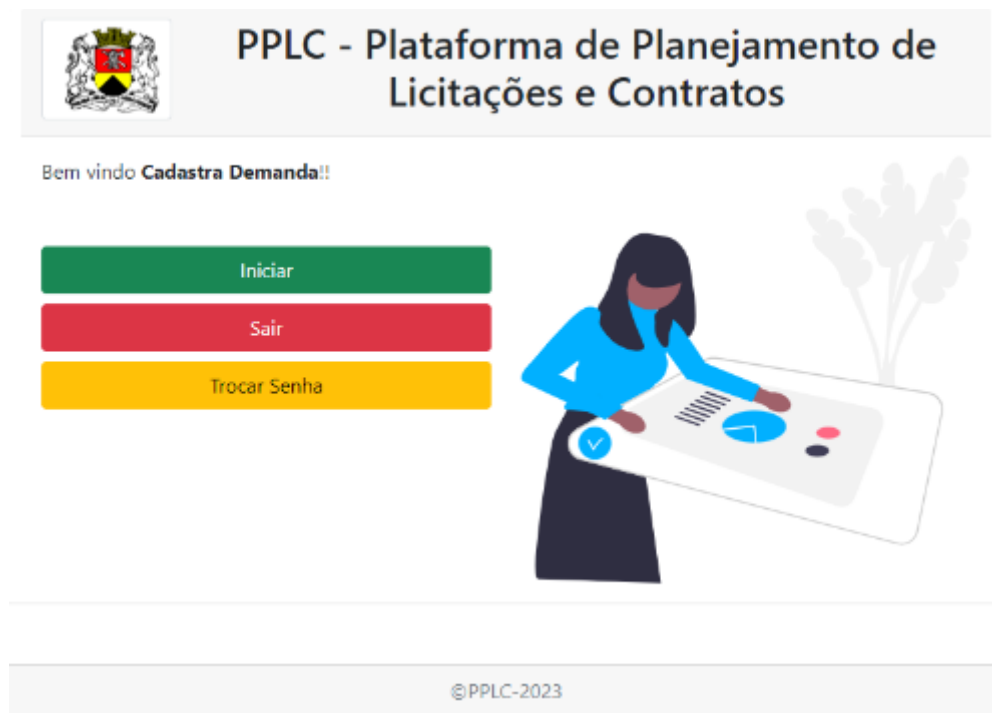 PPLC - Plataforma de Planejamento de
Licitações e Contratos
Bem vindo Cadastra Demanda!!
Iniciar
Sair
Trocar Senha
©PPLC-2023